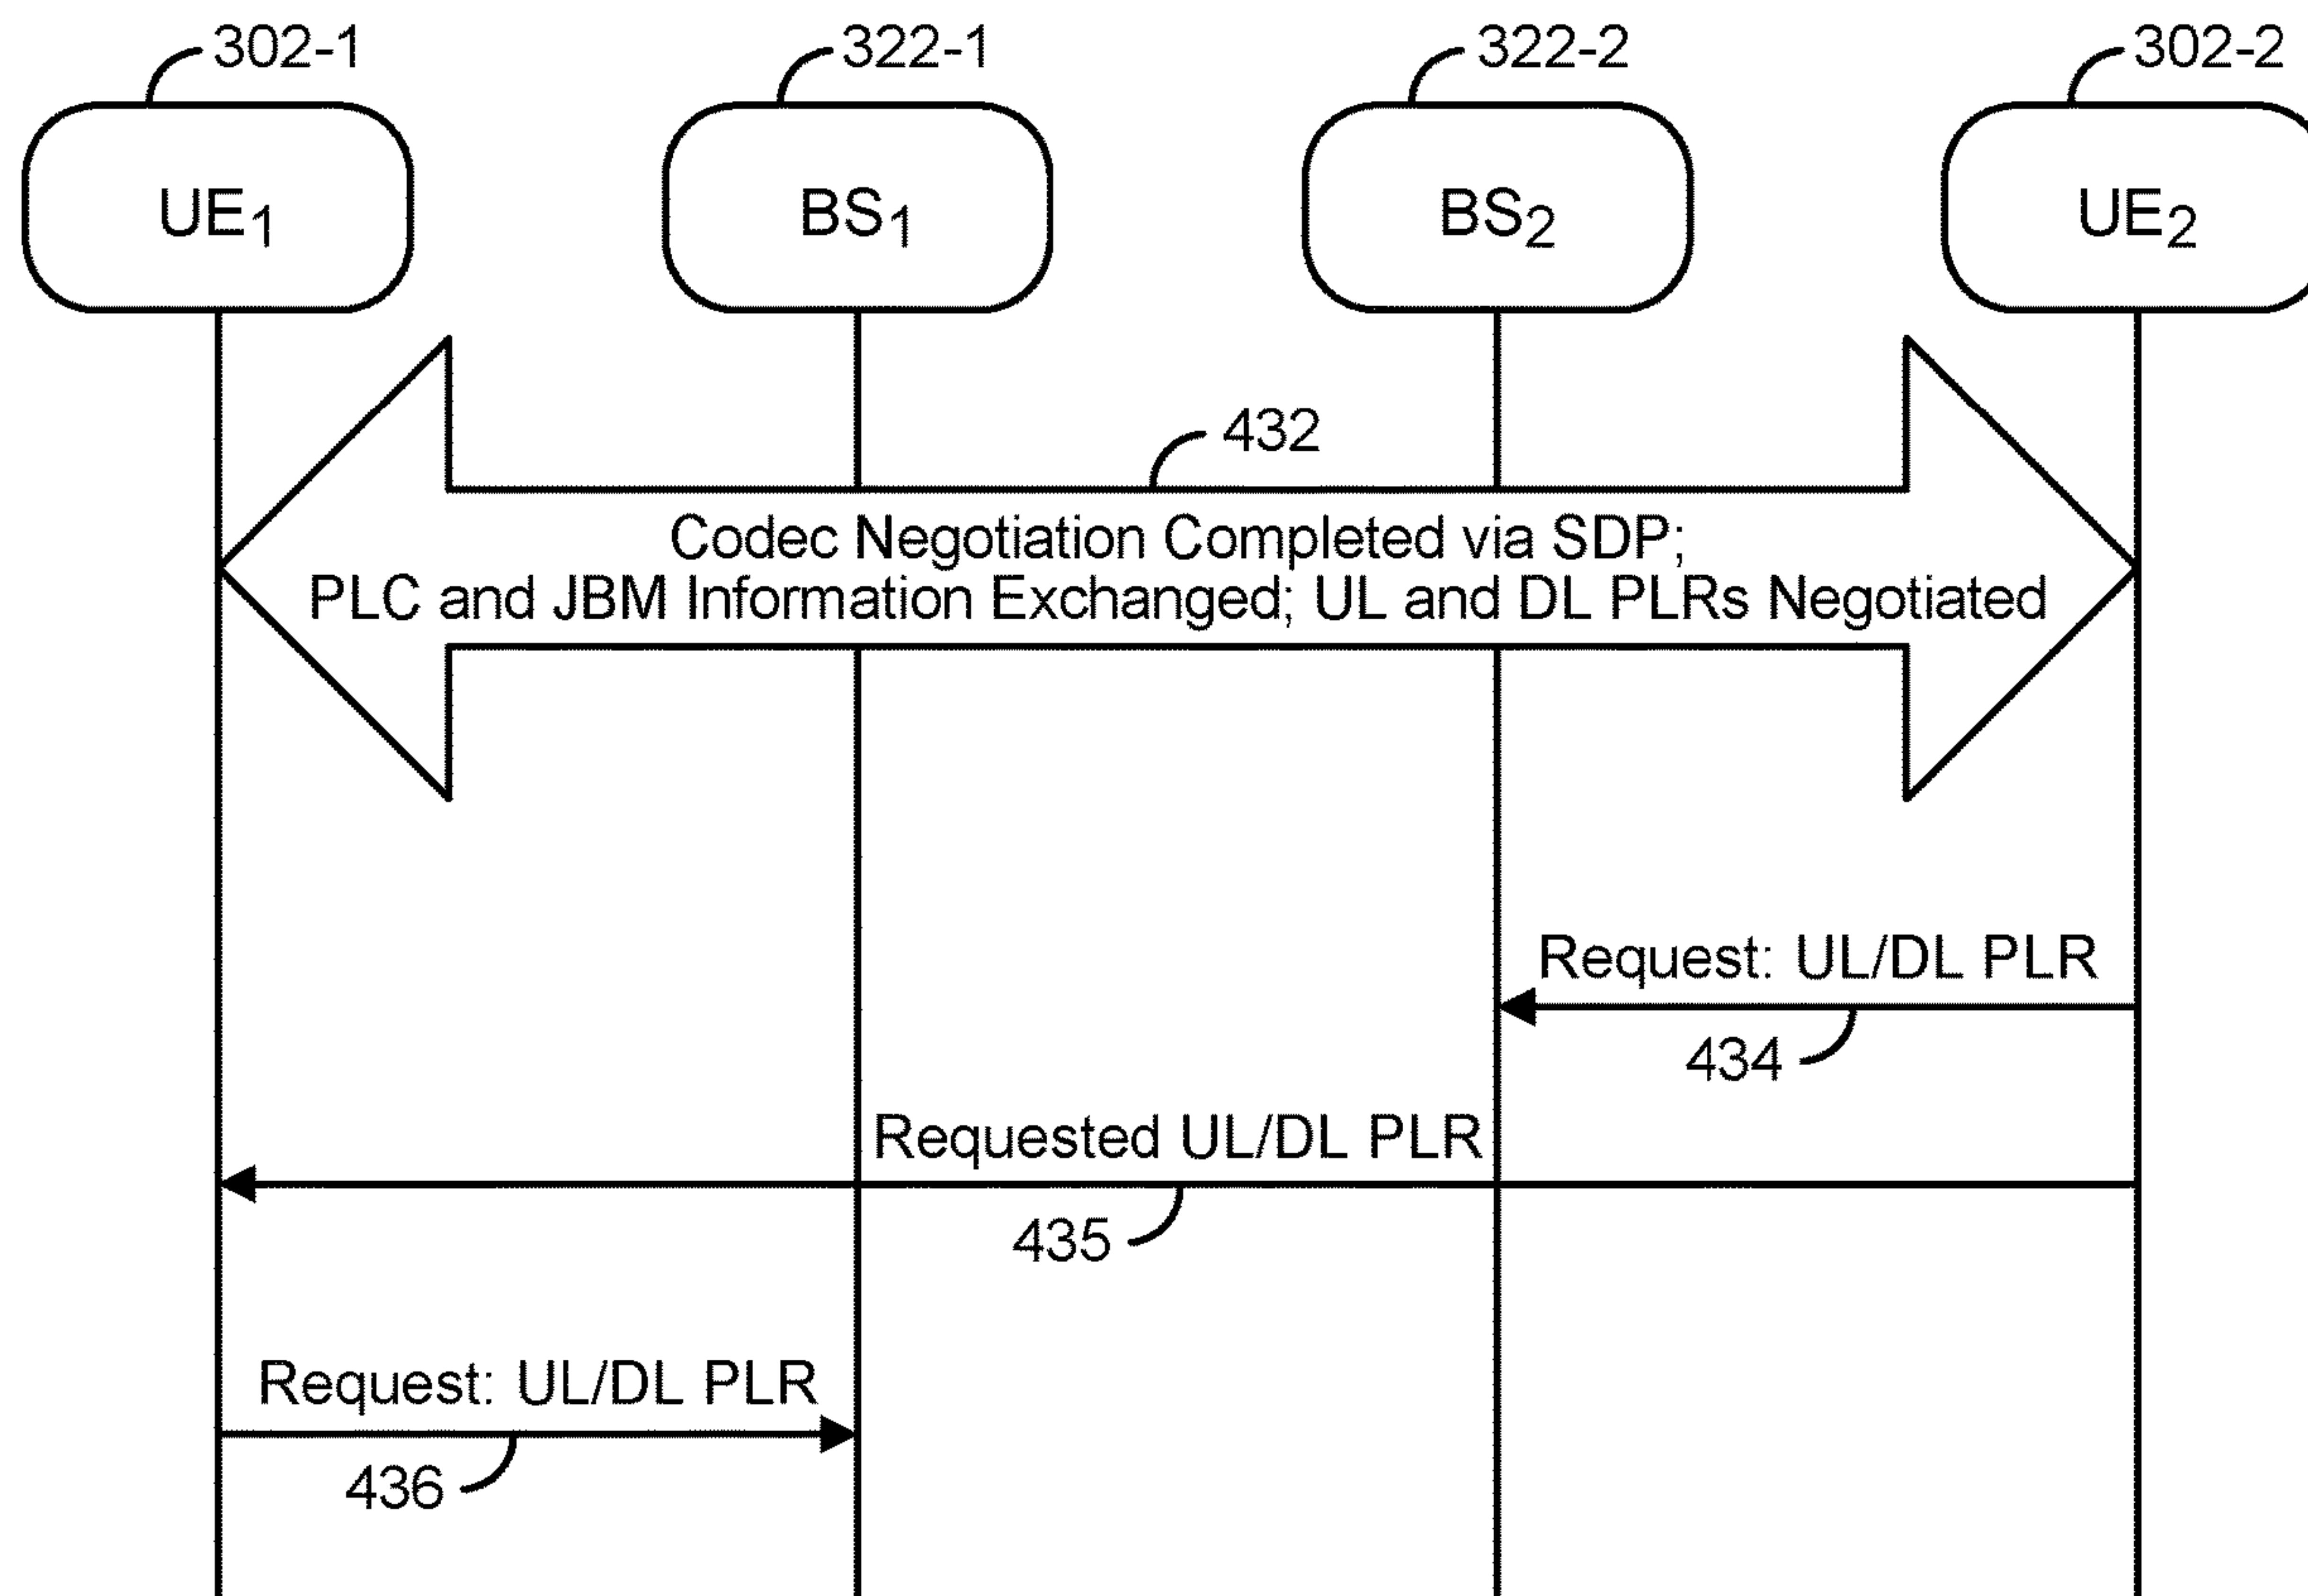 302-1
322-1
322-2
302-2
UE1
BS1
BS2
UE2
432
Codec Negotiation Completed via SDP;
PLC and JBM Information Exchanged; UL and DL PLRs Negotiated
Request: UL/DL PLR
434
Requested UL/DL PLR
435
Request: UL/DL PLR
436